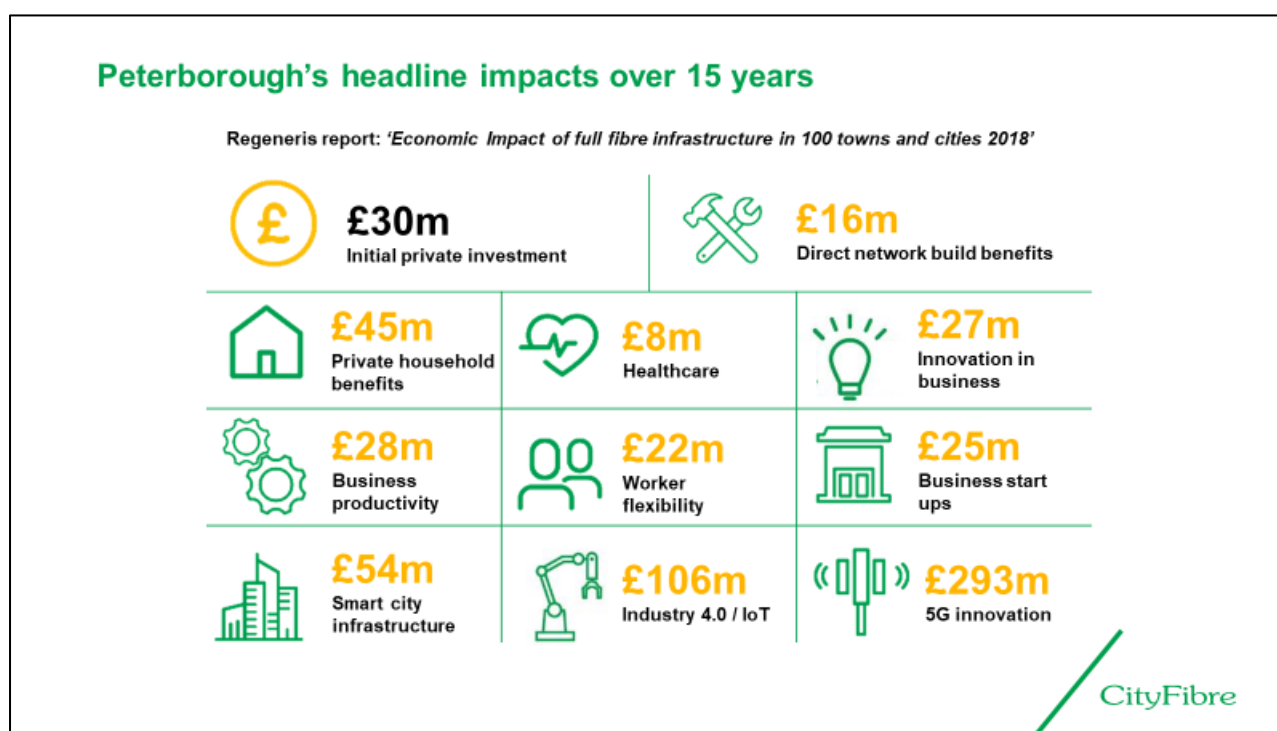 Peterborough's headline impacts over 15 years
Regeneris report: 'Economic Impact of full fibre infrastructure in 100 towns and cities 2018'
£
£30m
Initial private investment
£16m
Direct network build benefits
£45m
Private household
benefits
£8m
Healthcare
£27m
Innovation in
business
£28m
Business
productivity
£22m
Worker
flexibility
£25m
Business start
ups
£54m
Smart city
infrastructure
£106m
Industry 4.0 / IoT
£293m
5G innovation
CityFibre